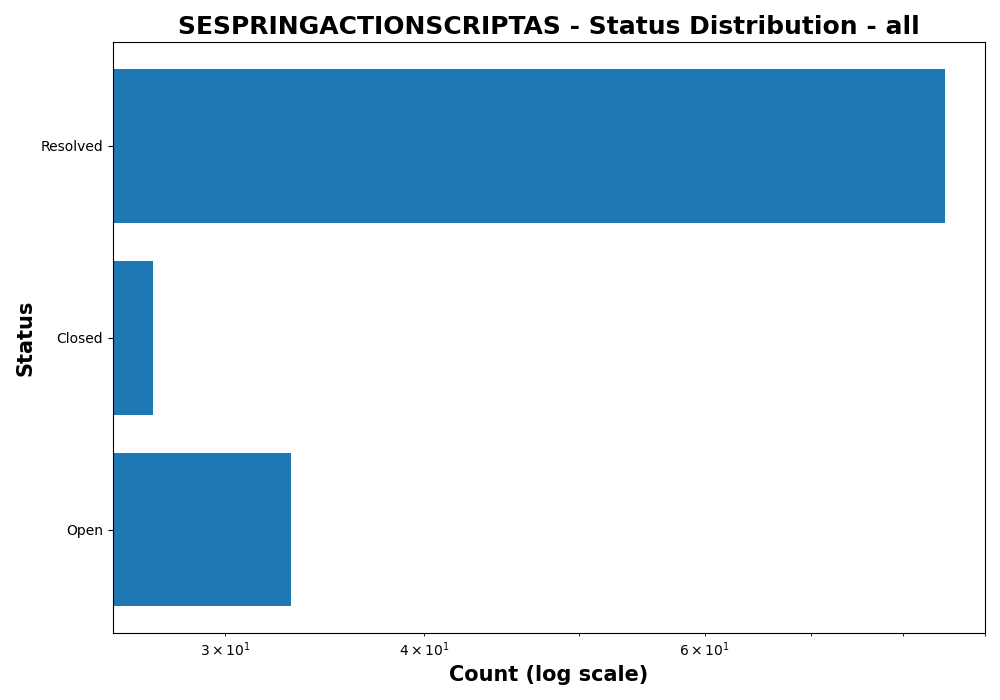 SESPRINGACTIONSCRIPTAS - Status Distribution - all
Resolved
Closed
Open
Status
3 × 10¹
4 × 10¹
6 × 10¹
Count (log scale)